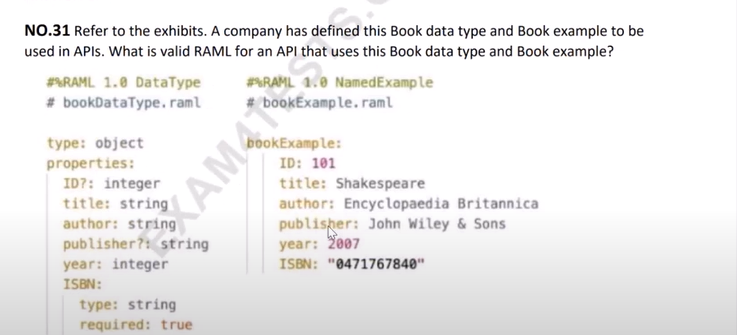 NO.31 Refer to the exhibits. A company has defined this Book data type and Book example to be
used in APIs. What is valid RAML for an API that uses this Book data type and Book example?
#%RAML 1.0 DataType
# bookDataType.raml
type: object
properties:
ID?: integer
title: string
author: string
publisher?: string
year: integer
ISBN:
type: string
required: true
#%RAML 1.0 NamedExample
# bookExample.raml
bookExample:
ID: 101
title: Shakespeare
author: Encyclopaedia Britannica
publisher: John Wiley & Sons
year: 2007
ISBN: "0471767840"
EXAM4TESTS.